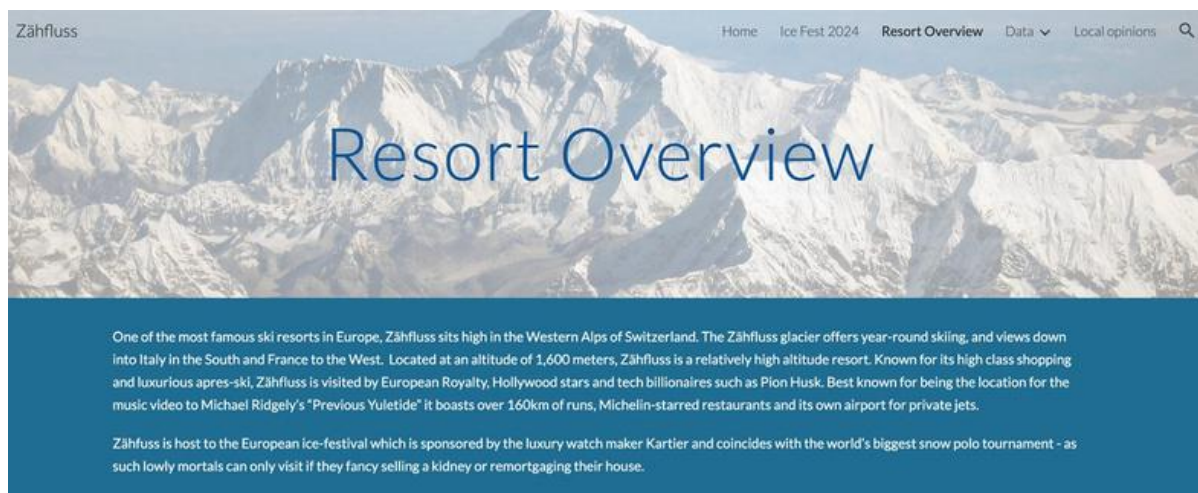 Zähfluss
Home Ice Fest 2024 Resort Overview Data Local opinions
Resort Overview
One of the most famous ski resorts in Europe, Zähfluss sits high in the Western Alps of Switzerland. The Zähfluss glacier offers year-round skiing, and views down
into Italy in the South and France to the West. Located at an altitude of 1,600 meters, Zähfluss is a relatively high altitude resort. Known for its high class shopping
and luxurious apres-ski, Zähfluss is visited by European Royalty, Hollywood stars and tech billionaires such as Pion Husk. Best known for being the location for the
music video to Michael Ridgely's "Previous Yuletide" it boasts over 160km of runs, Michelin-starred restaurants and its own airport for private jets.
Zähfuss is host to the European ice-festival which is sponsored by the luxury watch maker Kartier and coincides with the world's biggest snow polo tournament - as
such lowly mortals can only visit if they fancy selling a kidney or remortgaging their house.